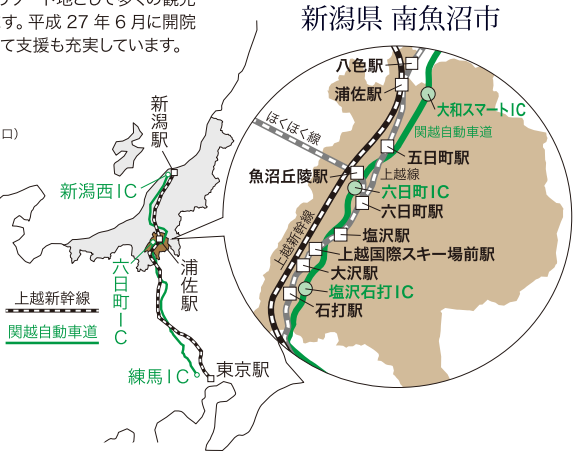 ゾート地として多くの観光
ます。平成 27 年 6 月に開院
て支援も充実しています。
新潟県 南魚沼市
口）
新潟駅
新潟西IC
六日町IC
浦佐駅
上越新幹線
関越自動車道
練馬IC
東京駅
八色駅
浦佐駅
大和スマートIC
ほくほく線
関越自動車道
五日町駅
魚沼丘陵駅
上越線
六日町IC
六日町駅
上越新幹線
塩沢駅
上越国際スキー場前駅
大沢駅
塩沢石打IC
石打駅